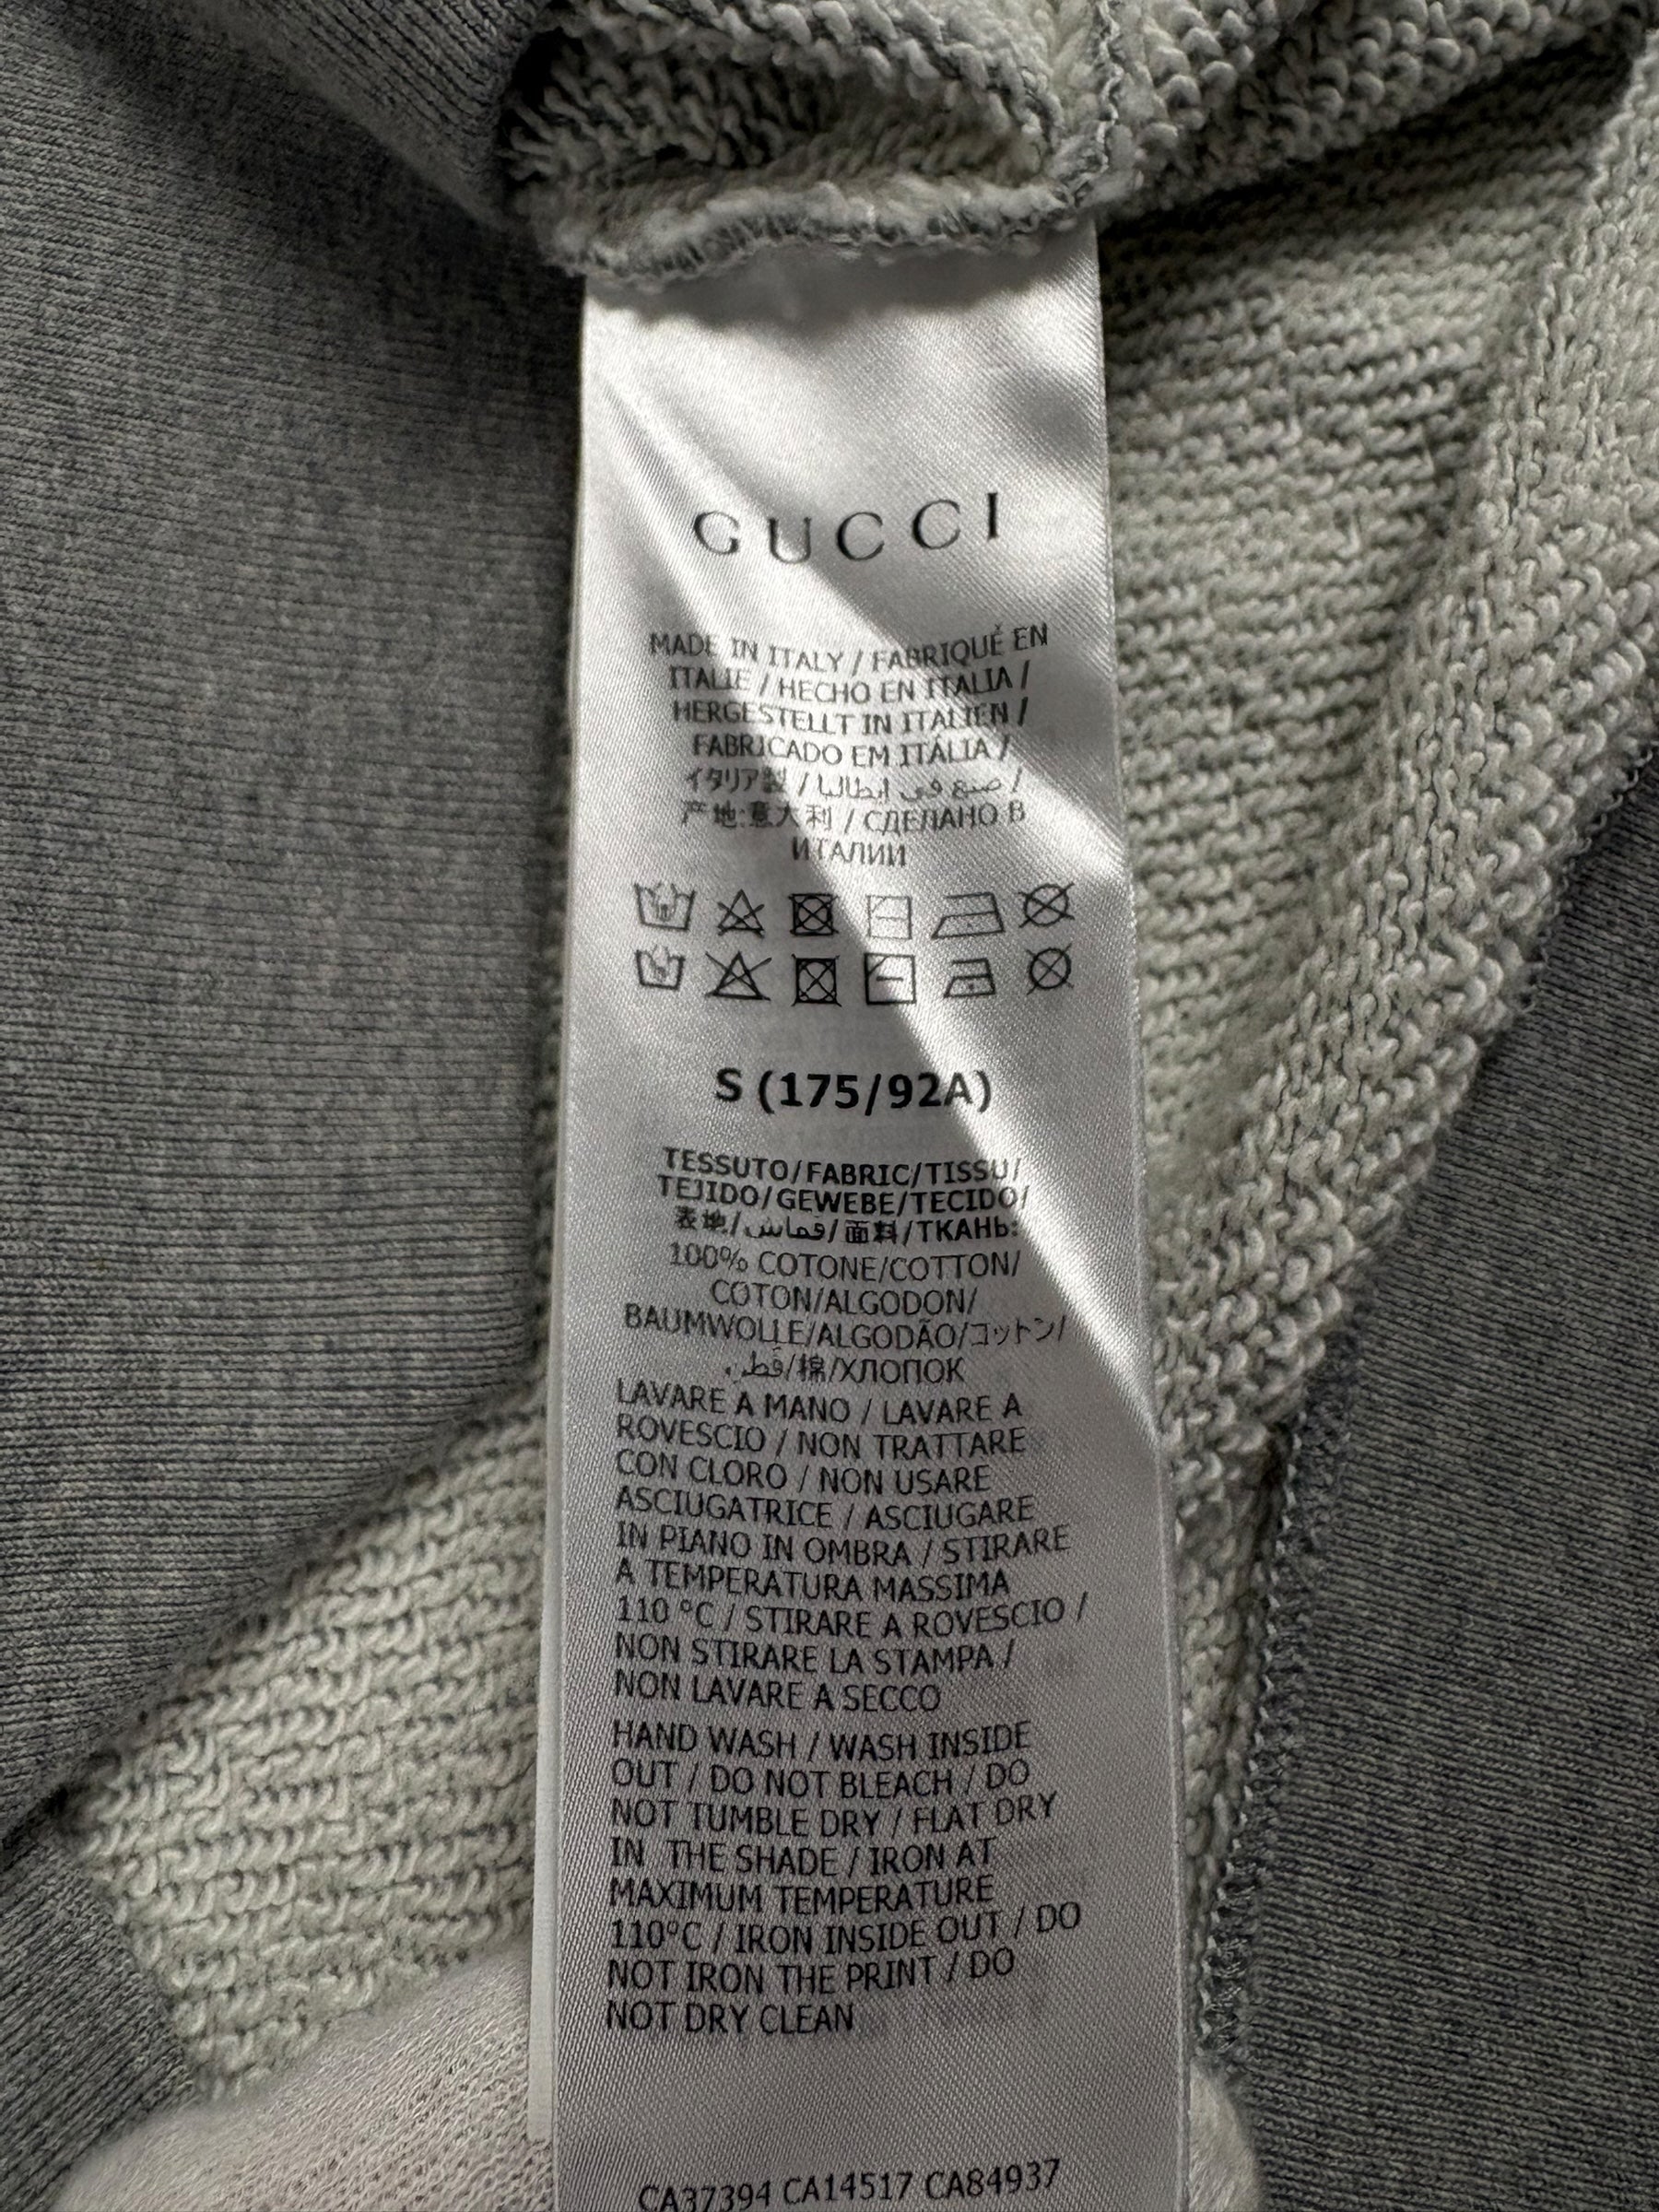 GUCCI
MADE IN ITALY / FABRIQUÉ EN
ITALIE / HECHO EN ITALIA /
HERGESTELLT IN ITALIEN /
FABRICADO EM ITÁLIA /
イタリア製 / صنع في ايطاليا /
产地:意大利 / СДЕЛАНО В
ИТАЛИИ
S (175/92A)
TESSUTO/FABRIC/TISSU/
TEJIDO/GEWEBE/TECIDO/
表地/قماش/面料/ТКАНЬ:
100% COTONE/COTTON/
COTON/ALGODON/
BAUMWOLLE/ALGODÃO/コットン/
قطن/棉/ХЛОПОК
LAVARE A MANO / LAVARE A
ROVESCIO / NON TRATTARE
CON CLORO / NON USARE
ASCIUGATRICE / ASCIUGARE
IN PIANO IN OMBRA / STIRARE
A TEMPERATURA MASSIMA
110 °C / STIRARE A ROVESCIO /
NON STIRARE LA STAMPA /
NON LAVARE A SECCO
HAND WASH / WASH INSIDE
OUT / DO NOT BLEACH / DO
NOT TUMBLE DRY / FLAT DRY
IN THE SHADE / IRON AT
MAXIMUM TEMPERATURE
110°C / IRON INSIDE OUT / DO
NOT IRON THE PRINT / DO
NOT DRY CLEAN
CA37394 CA14517 CA84937